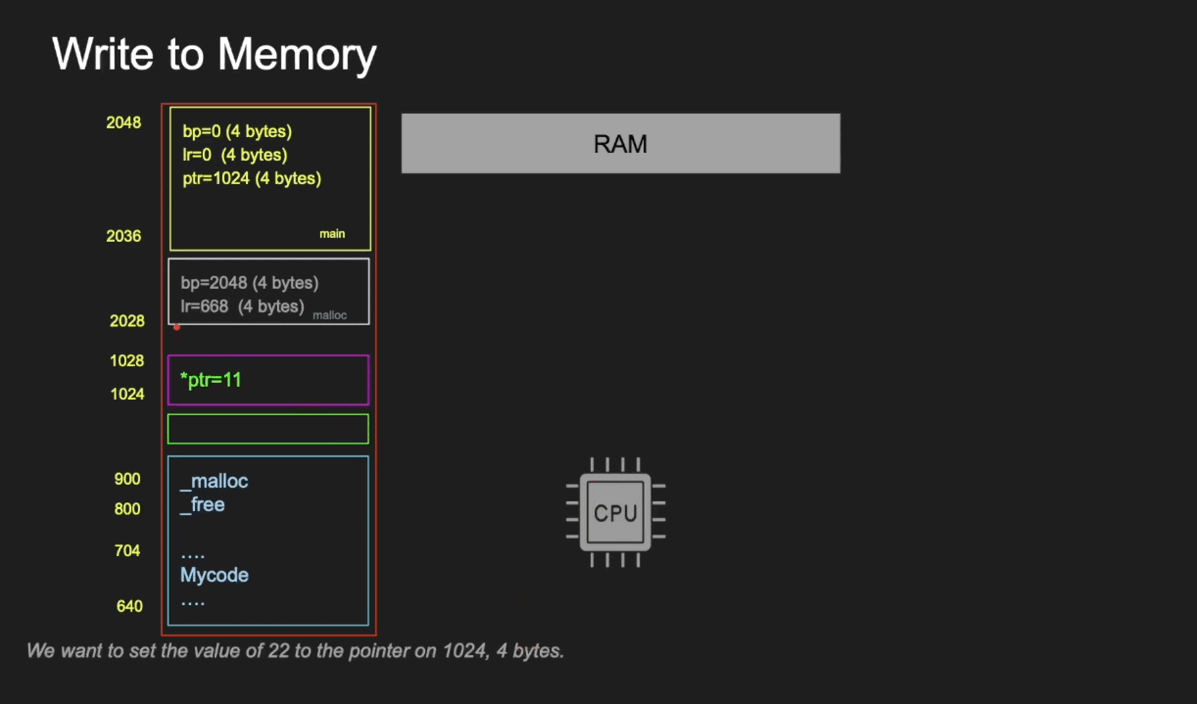 Write to Memory
2048
bp=0 (4 bytes)
lr=0 (4 bytes)
ptr=1024 (4 bytes)
main
2036
bp=2048 (4 bytes)
lr=668 (4 bytes)
malloc
2028
1028
*ptr=11
1024
900
_malloc
800
_free
704
....
Mycode
640
....
RAM
CPU
We want to set the value of 22 to the pointer on 1024, 4 bytes.